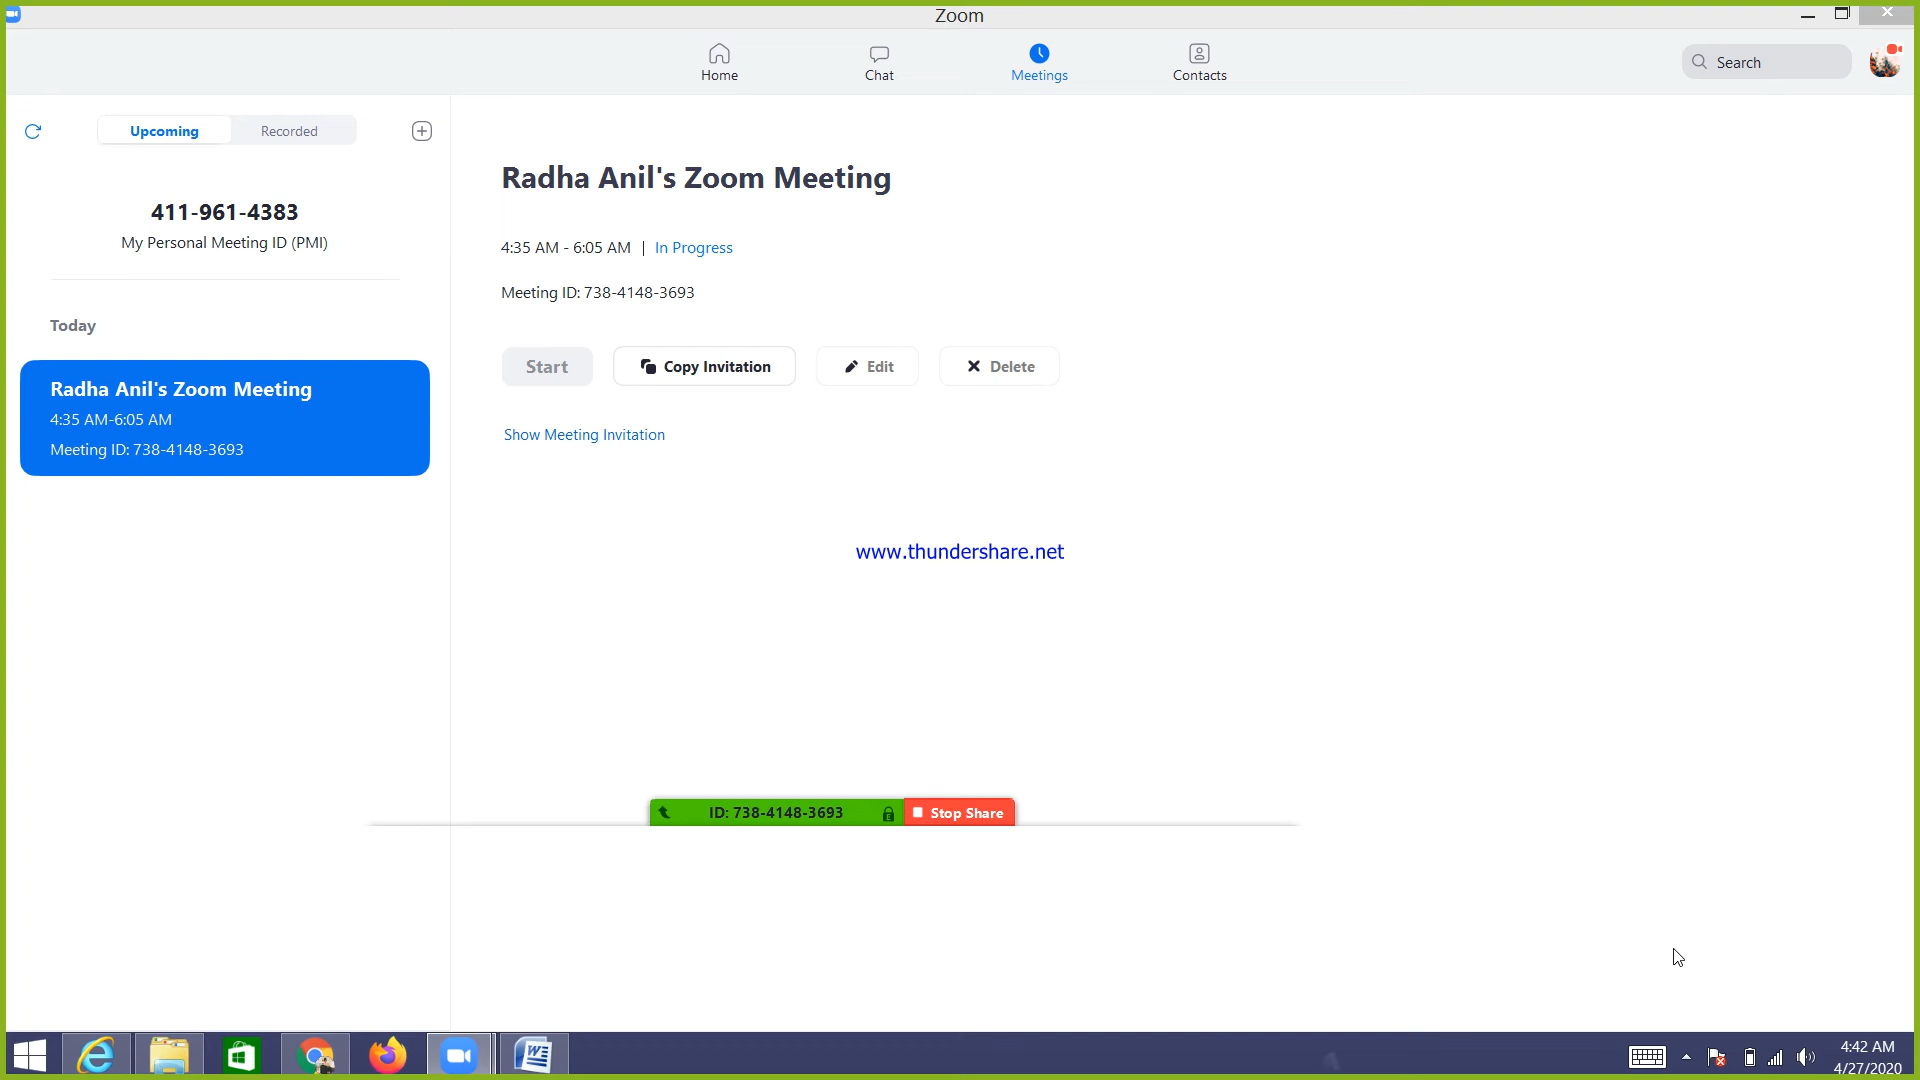 Zoom
Home
Chat
Meetings
Contacts
Search
Upcoming
Recorded
411-961-4383
My Personal Meeting ID (PMI)
Today
Radha Anil's Zoom Meeting
4:35 AM-6:05 AM
Meeting ID: 738-4148-3693
Radha Anil's Zoom Meeting
4:35 AM - 6:05 AM | In Progress
Meeting ID: 738-4148-3693
Start
Copy Invitation
Edit
Delete
Show Meeting Invitation
www.thundershare.net
ID: 738-4148-3693
Stop Share
4:42 AM
4/27/2020